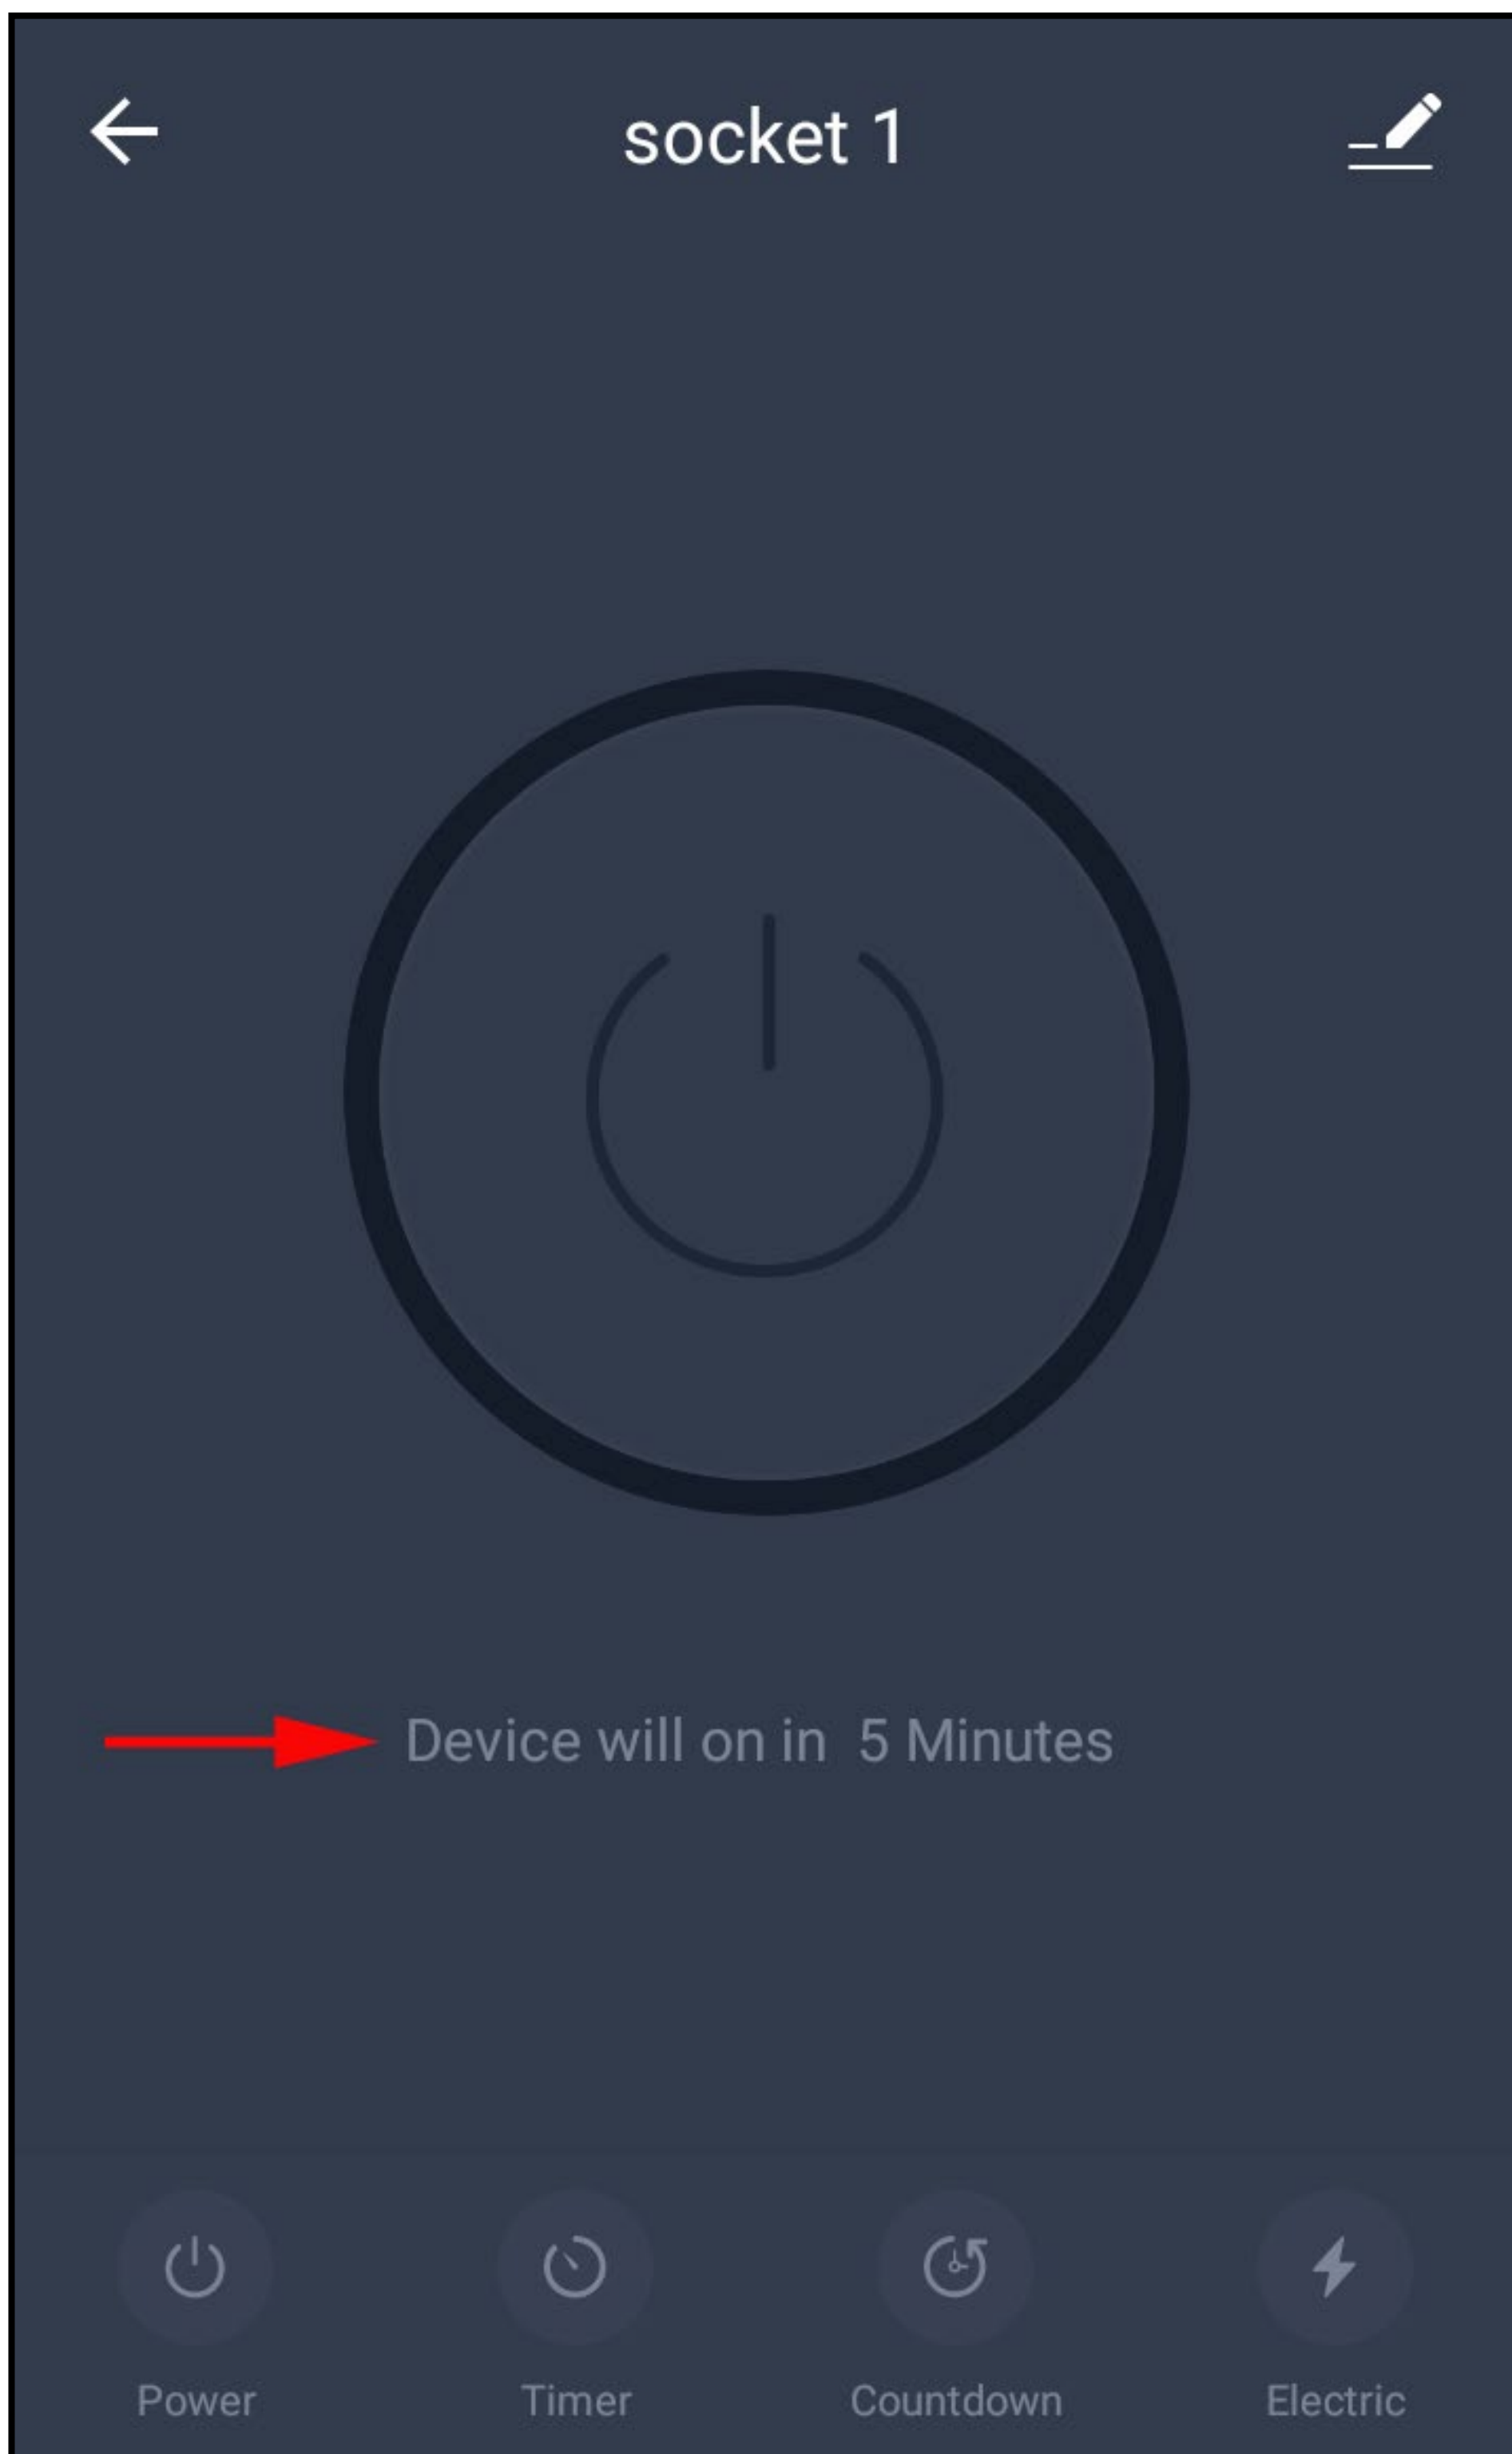 socket 1
Device will on in 5 Minutes
Power
Timer
Countdown
Electric